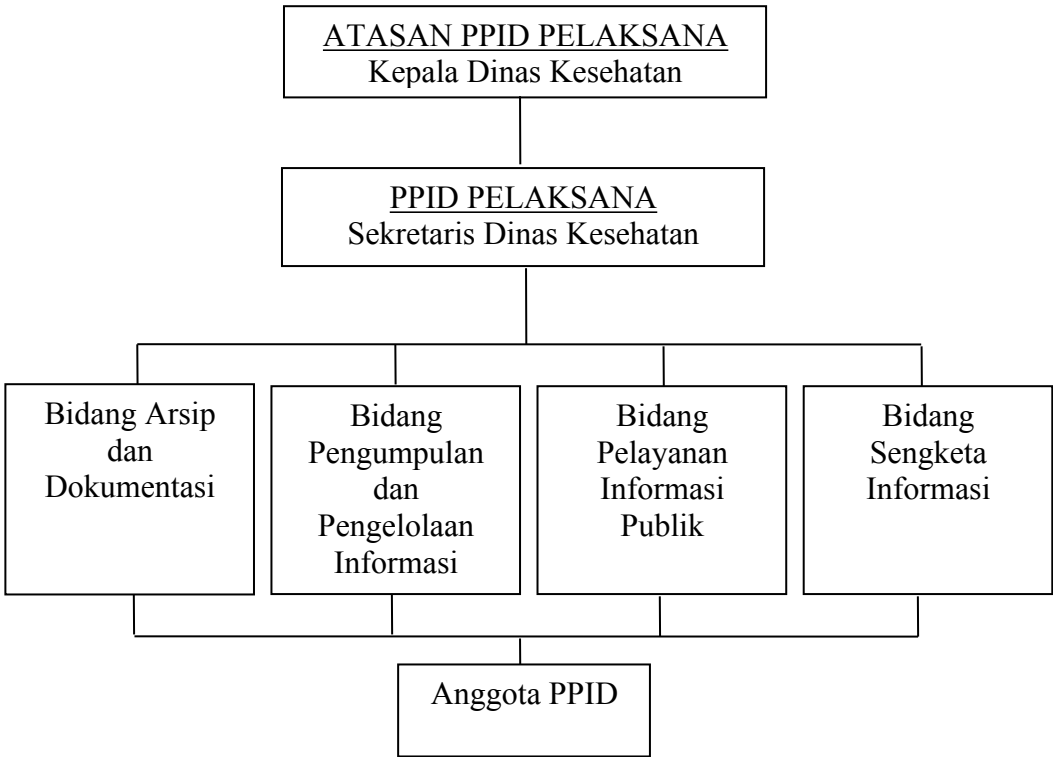 ATASAN PPID PELAKSANA
Kepala Dinas Kesehatan
PPID PELAKSANA
Sekretaris Dinas Kesehatan
Bidang Arsip
dan
Dokumentasi
Bidang
Pengumpulan
dan
Pengelolaan
Informasi
Bidang
Pelayanan
Informasi
Publik
Bidang
Sengketa
Informasi
Anggota PPID